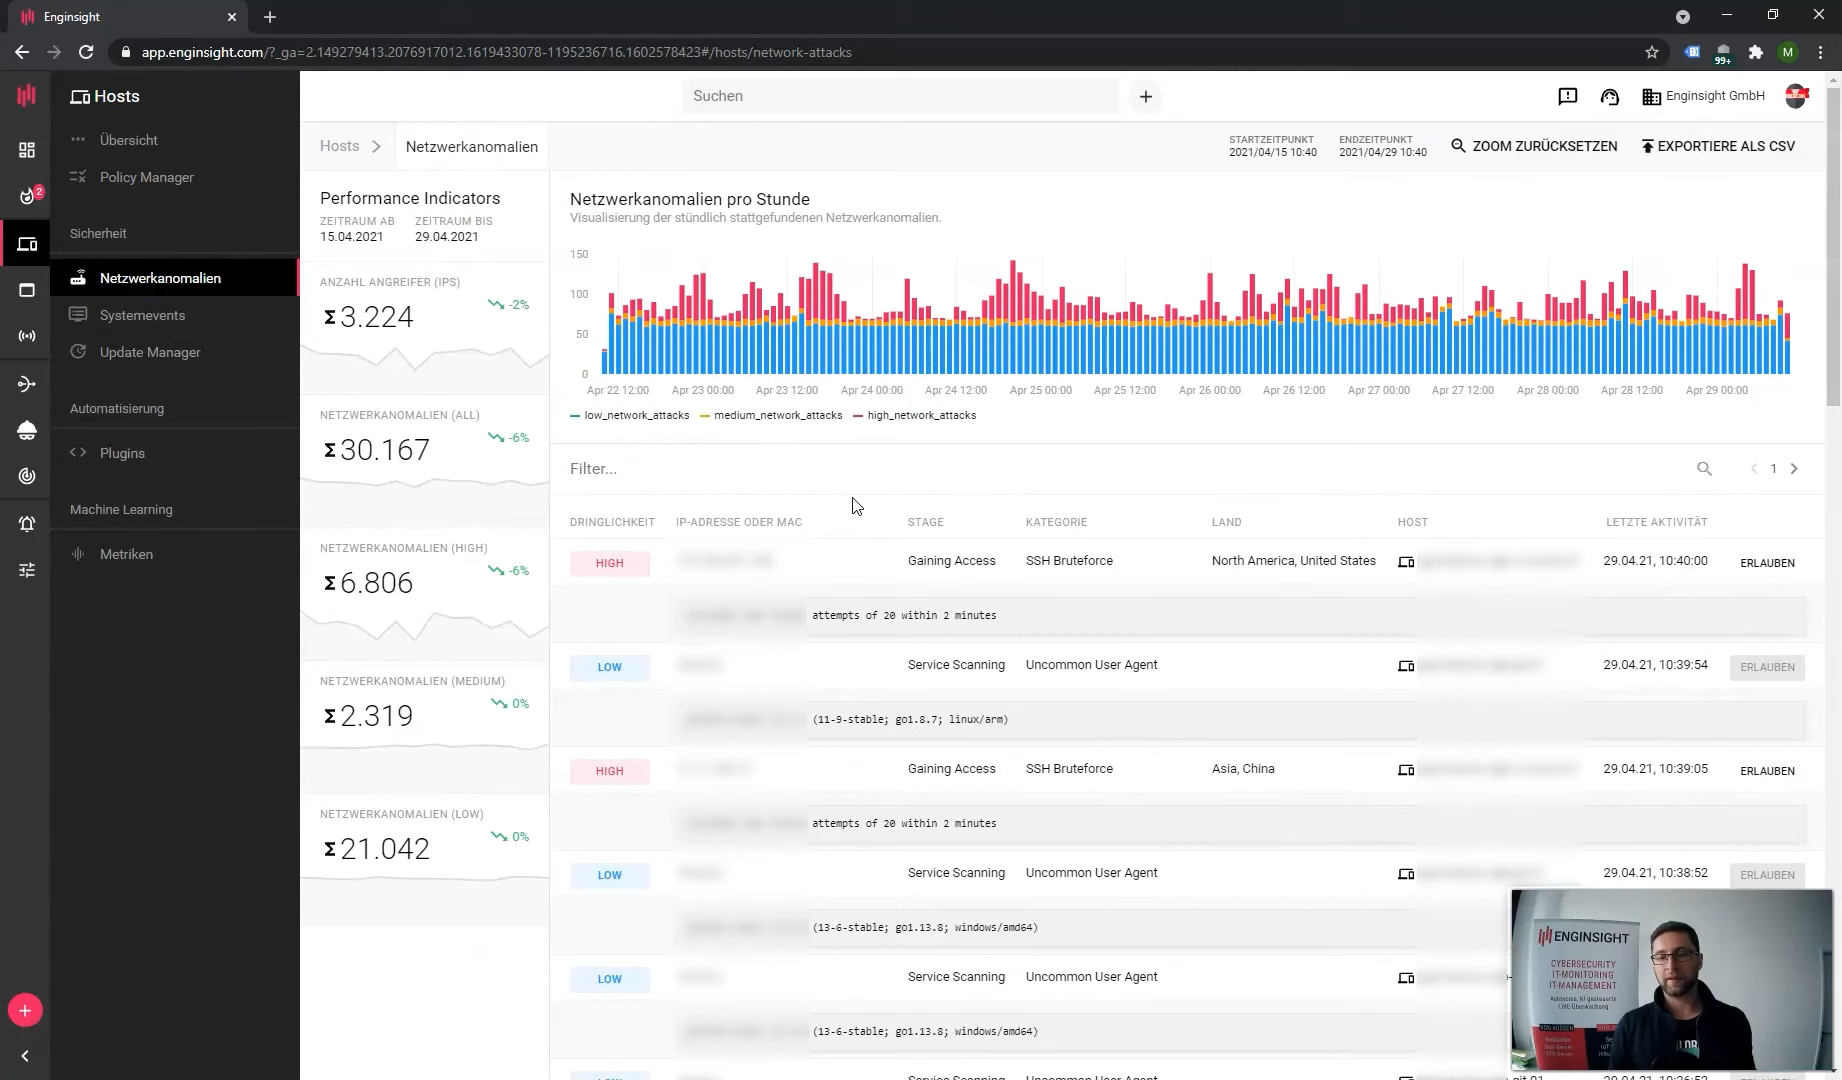 Enginsight
app.enginsight.com/?_ga=2.149279413.2076917012.1619433078-1195236716.1602578423#/hosts/network-attacks
99+
M
Hosts
Suchen
Enginsight GmbH
Übersicht
Policy Manager
2
Sicherheit
Netzwerkanomalien
Systemevents
Update Manager
Automatisierung
Plugins
Machine Learning
Metriken
Hosts
Netzwerkanomalien
STARTZEITPUNKT
2021/04/15 10:40
ENDZEITPUNKT
2021/04/29 10:40
ZOOM ZURÜCKSETZEN
EXPORTIERE ALS CSV
Performance Indicators
ZEITRAUM AB ZEITRAUM BIS
15.04.2021 29.04.2021
ANZAHL ANGREIFER (IPS)
Σ3.224 -2%
NETZWERKANOMALIEN (ALL)
Σ30.167 -6%
NETZWERKANOMALIEN (HIGH)
Σ6.806 -6%
NETZWERKANOMALIEN (MEDIUM)
Σ2.319 0%
NETZWERKANOMALIEN (LOW)
Σ21.042 0%
Netzwerkanomalien pro Stunde
Visualisierung der stündlich stattgefundenen Netzwerkanomalien.
150
100
50
0
Apr 22 12:00 Apr 23 00:00 Apr 23 12:00 Apr 24 00:00 Apr 24 12:00 Apr 25 00:00 Apr 25 12:00 Apr 26 00:00 Apr 26 12:00 Apr 27 00:00 Apr 27 12:00 Apr 28 00:00 Apr 28 12:00 Apr 29 00:00
low_network_attacks medium_network_attacks high_network_attacks
Filter...
1
DRINGLICHKEIT IP-ADRESSE ODER MAC STAGE KATEGORIE LAND HOST LETZTE AKTIVITÄT
HIGH Gaining Access SSH Bruteforce North America, United States 29.04.21, 10:40:00 ERLAUBEN
attempts of 20 within 2 minutes
LOW Service Scanning Uncommon User Agent 29.04.21, 10:39:54 ERLAUBEN
(11-9-stable; go1.8.7; linux/arm)
HIGH Gaining Access SSH Bruteforce Asia, China 29.04.21, 10:39:05 ERLAUBEN
attempts of 20 within 2 minutes
LOW Service Scanning Uncommon User Agent 29.04.21, 10:38:52 ERLAUBEN
(13-6-stable; go1.13.8; windows/amd64)
LOW Service Scanning Uncommon User Agent
(13-6-stable; go1.13.8; windows/amd64)
Service Scanning Uncommon User Agent
ENGINSIGHT
CYBERSECURITY
IT-MONITORING
IT-MANAGEMENT
Autonome, KI gesteuerte
LIVE-Überwachung